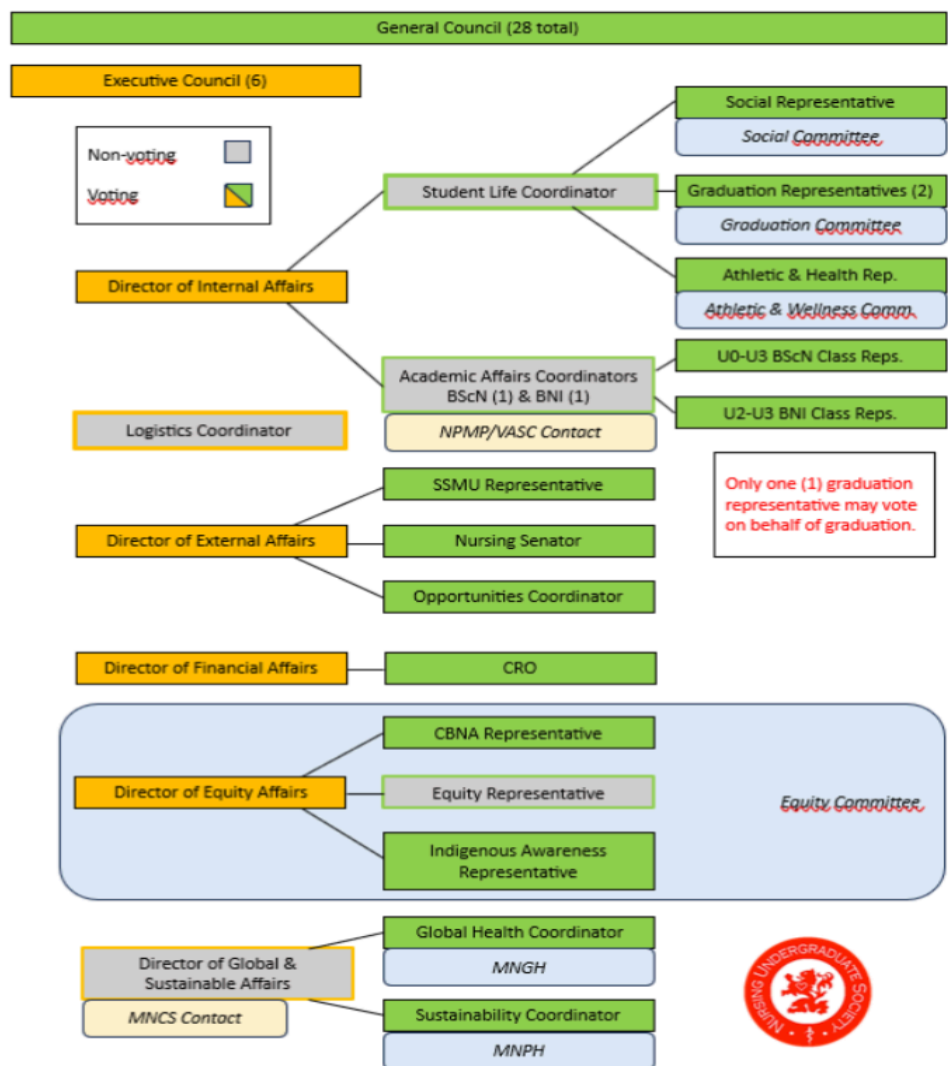 General Council (28 total)
Executive Council (6)
Non-voting
Voting
Social Representative
Social Committee
Student Life Coordinator
Graduation Representatives (2)
Graduation Committee
Director of Internal Affairs
Athletic & Health Rep.
Athletic & Wellness Comm.
Academic Affairs Coordinators
BScN (1) & BNI (1)
NPMP/VASC Contact
U0-U3 BScN Class Reps.
U2-U3 BNI Class Reps.
Logistics Coordinator
Only one (1) graduation
representative may vote
on behalf of graduation.
SSMU Representative
Director of External Affairs
Nursing Senator
Opportunities Coordinator
Director of Financial Affairs
CRO
CBNA Representative
Director of Equity Affairs
Equity Representative
Equity Committee
Indigenous Awareness
Representative
Director of Global &
Sustainable Affairs
MNCS Contact
Global Health Coordinator
MNGH
Sustainability Coordinator
MNPH
NURSING UNDERGRADUATE SOCIETY